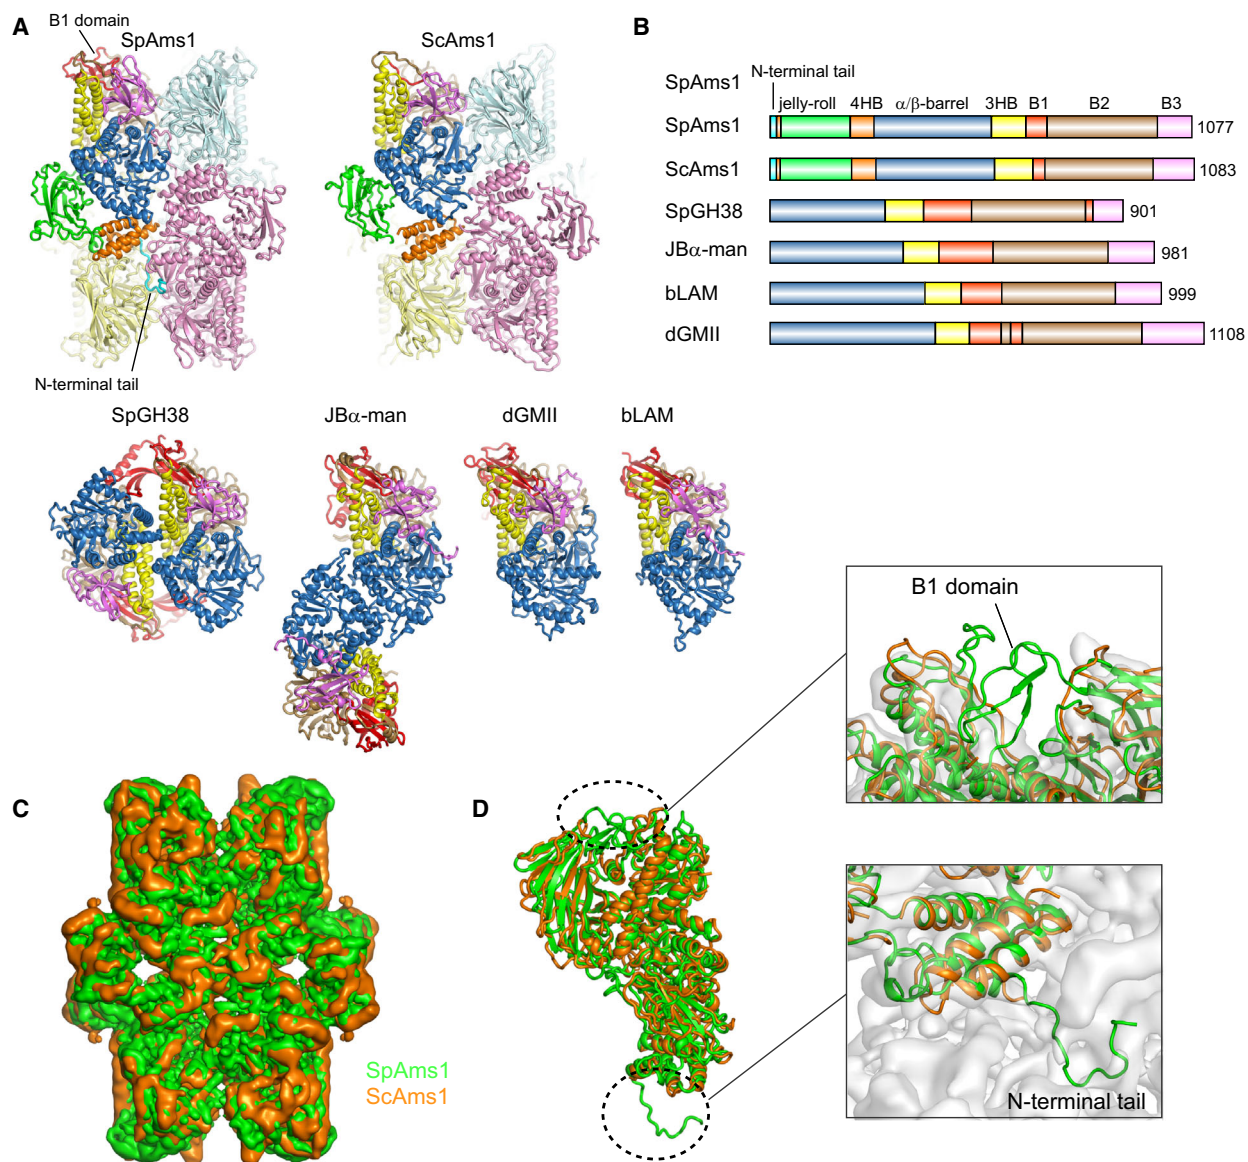 A
B1 domain
SpAms1
ScAms1
N-terminal tail
B
N-terminal tail
SpAms1
jelly-roll 4HB α/β-barrel 3HB B1 B2 B3
SpAms1 1077
ScAms1 1083
SpGH38 901
JBα-man 981
bLAM 999
dGMII 1108
SpGH38
JBα-man
dGMII
bLAM
C
SpAms1
ScAms1
D
B1 domain
N-terminal tail